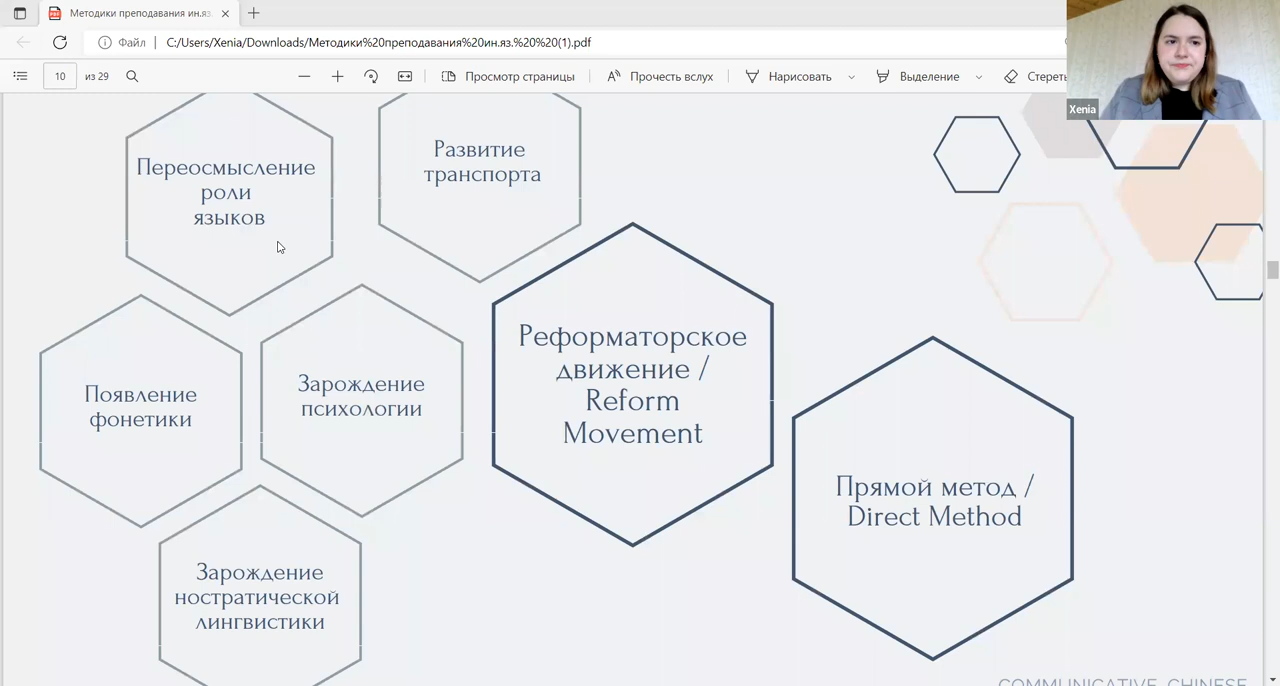 Методики преподавания ин.яз.
Файл
C:/Users/Xenia/Downloads/Методики%20преподавания%20ин.яз.%20%20(1).pdf
10
из 29
Просмотр страницы
Прочесть вслух
Нарисовать
Выделение
Стереть
Xenia
Переосмысление
роли
языков
Развитие
транспорта
Появление
фонетики
Зарождение
психологии
Реформаторское
движение /
Reform
Movement
Прямой метод /
Direct Method
Зарождение
ностратической
лингвистики
COMMUNICATIVE CHINESE